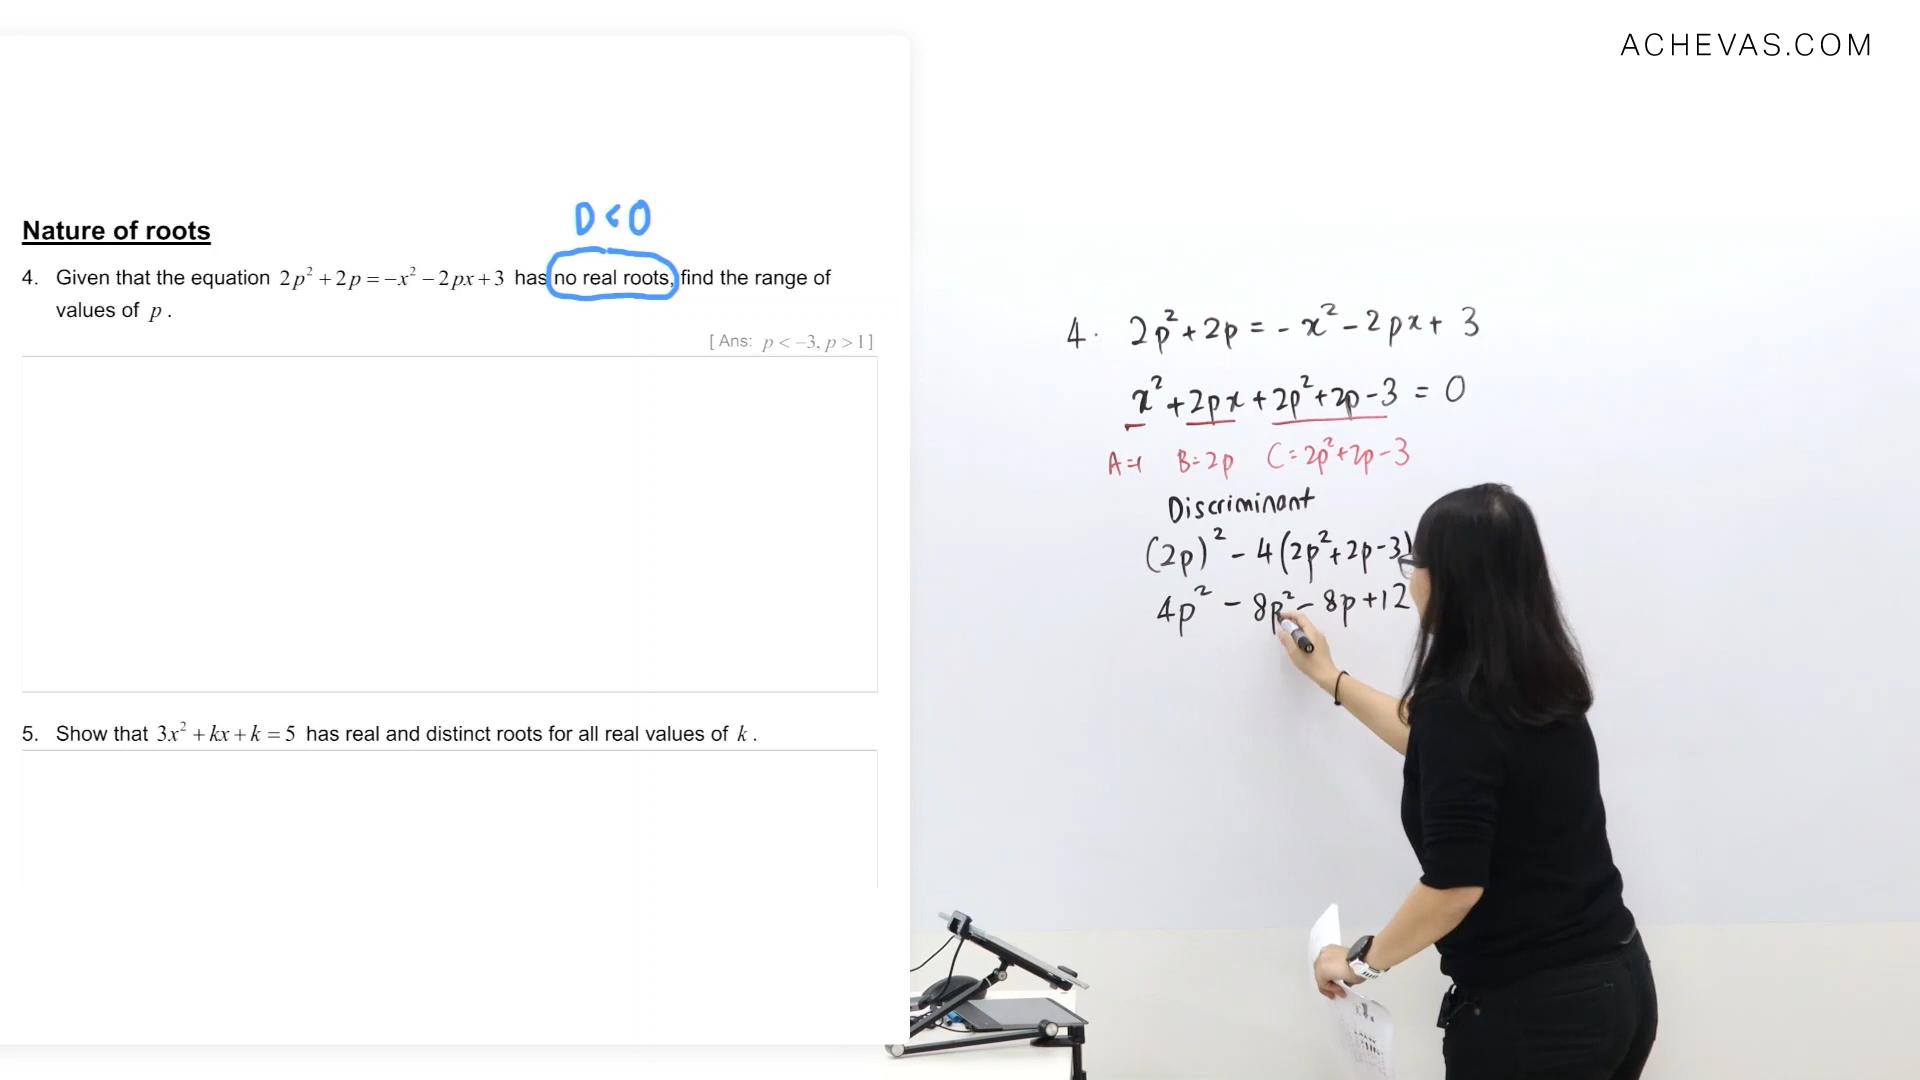 ACHEVAS.COM
D < 0
Nature of roots
4. Given that the equation 2p² + 2p = −x² − 2px + 3 has no real roots, find the range of
values of p .
[ Ans: p < −3, p > 1 ]
5. Show that 3x² + kx + k = 5 has real and distinct roots for all real values of k .
4. 2p² + 2p = - x² - 2px + 3
x² + 2px + 2p² + 2p - 3 = 0
A=1 B=2p C=2p²+2p-3
Discriminant
(2p)² - 4(2p² + 2p - 3)
4p² - 8p² - 8p + 12